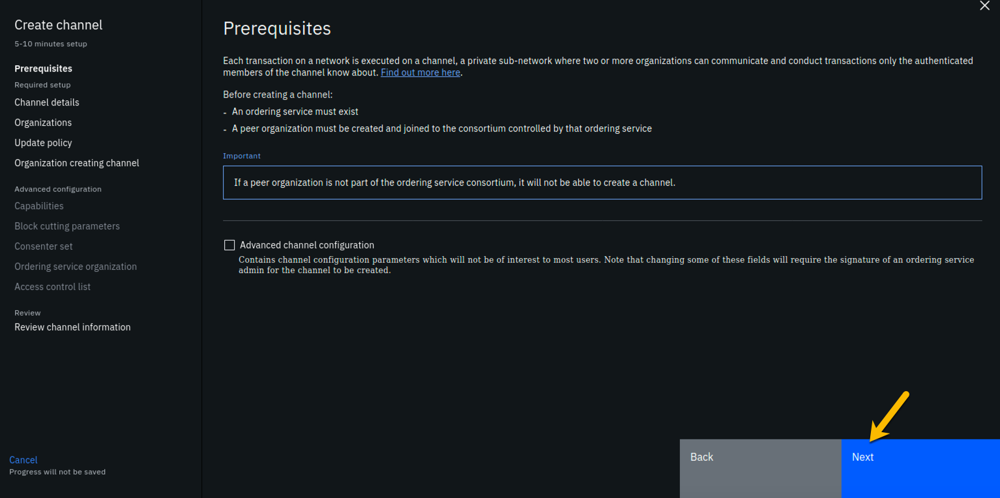 Create channel
5-10 minutes setup
Prerequisites
Required setup
Channel details
Organizations
Update policy
Organization creating channel
Advanced configuration
Capabilities
Block cutting parameters
Consenter set
Ordering service organization
Access control list
Review
Review channel information
Cancel
Progress will not be saved
Prerequisites
Each transaction on a network is executed on a channel, a private sub-network where two or more organizations can communicate and conduct transactions only the authenticated
members of the channel know about. Find out more here.
Before creating a channel:
- An ordering service must exist
- A peer organization must be created and joined to the consortium controlled by that ordering service
Important
If a peer organization is not part of the ordering service consortium, it will not be able to create a channel.
Advanced channel configuration
Contains channel configuration parameters which will not be of interest to most users. Note that changing some of these fields will require the signature of an ordering service
admin for the channel to be created.
Back
Next